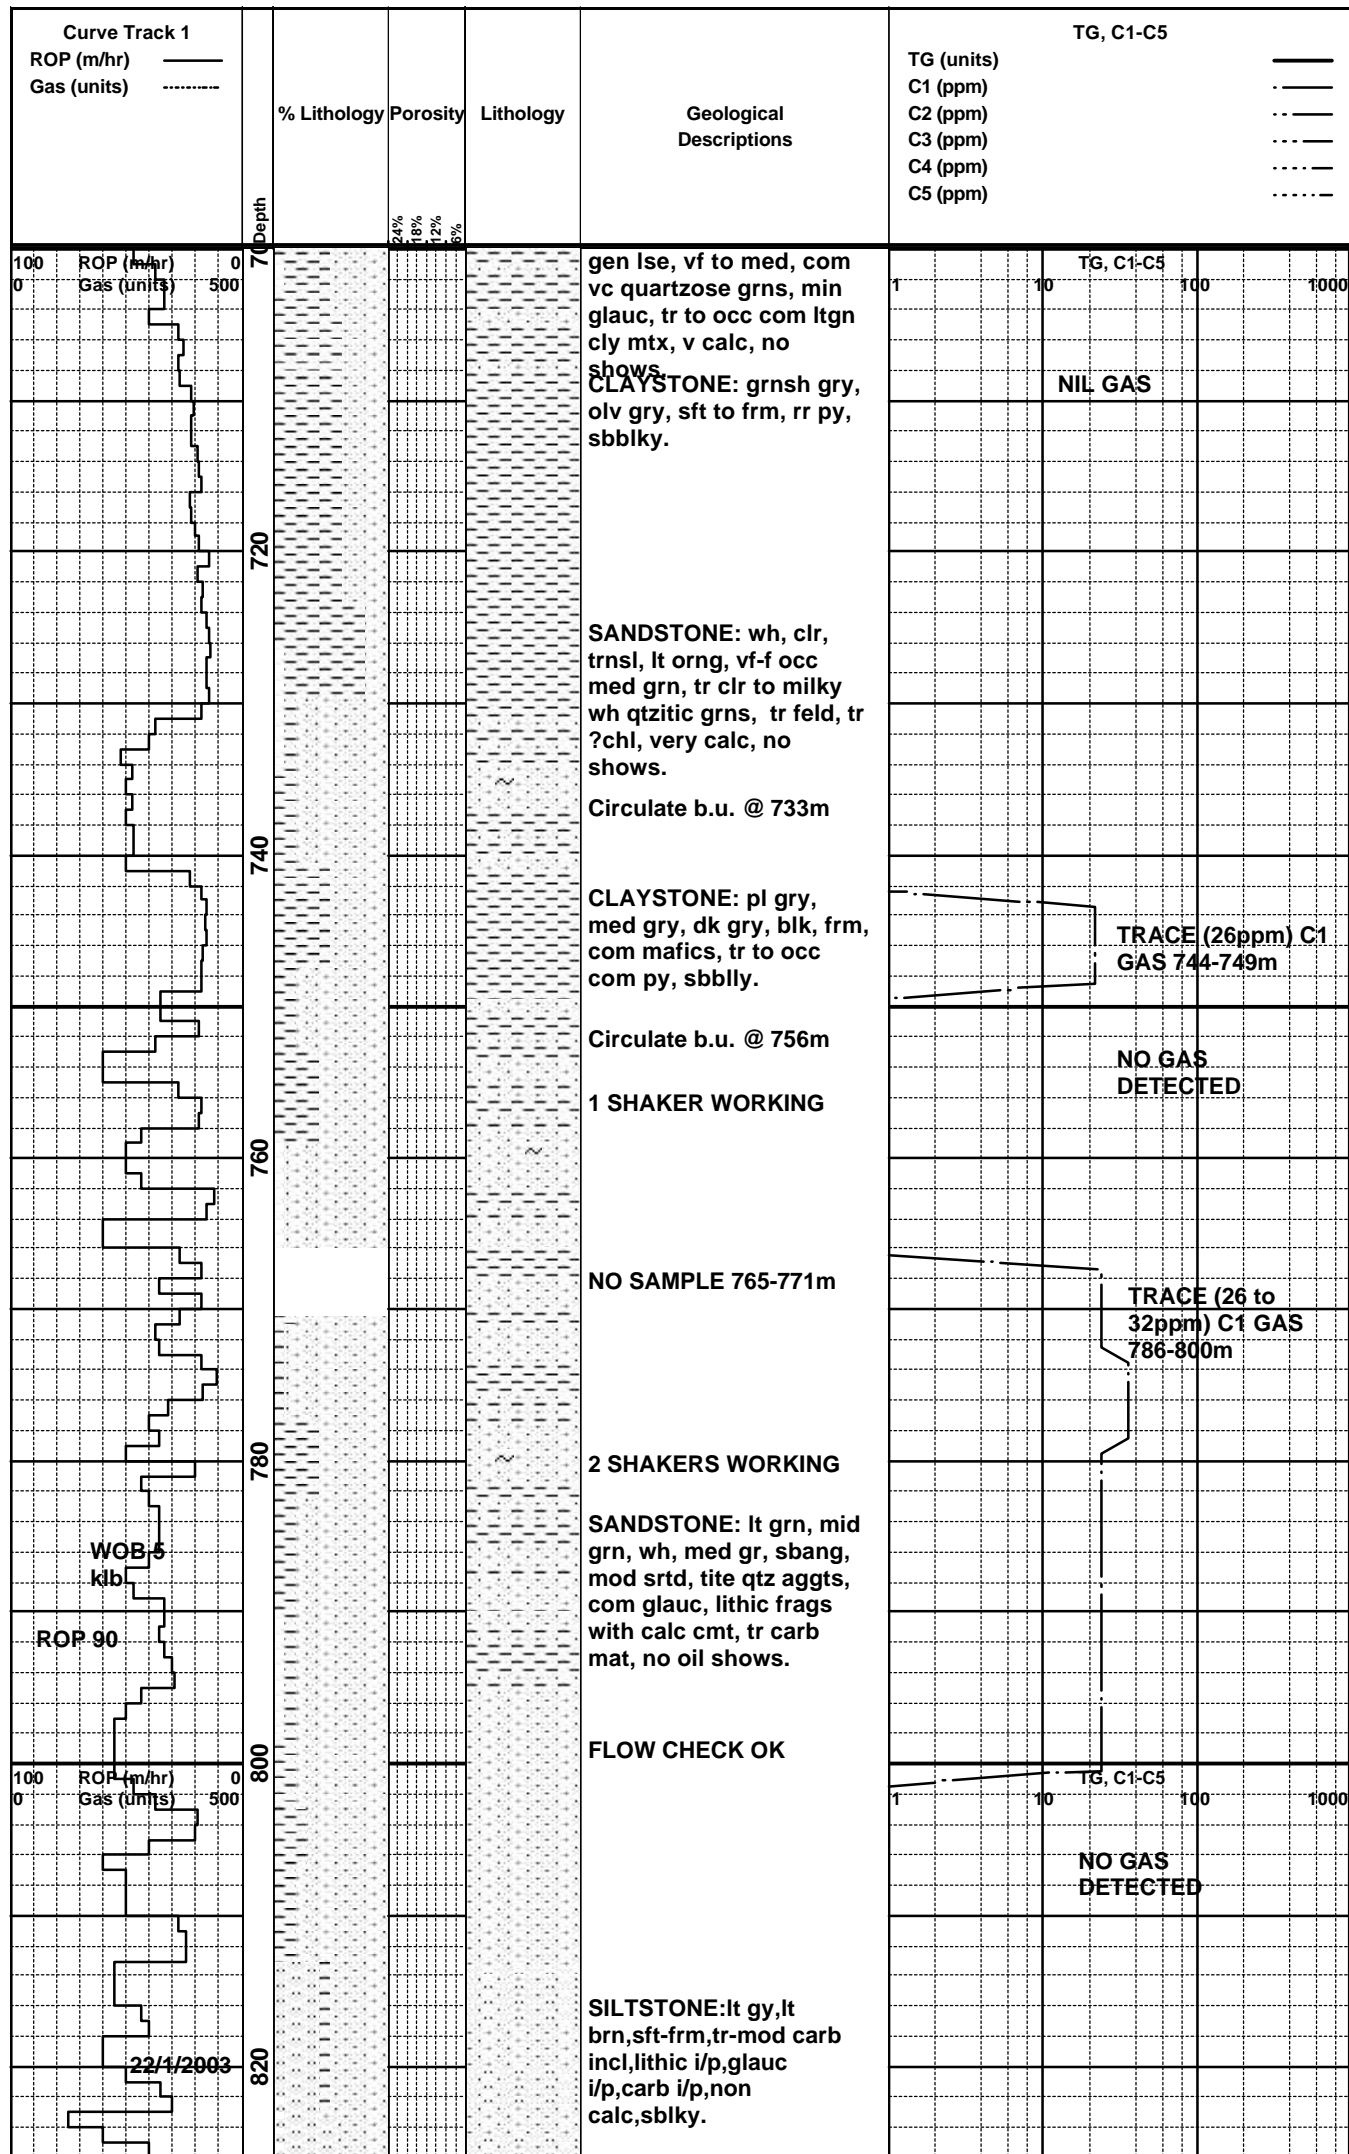 Curve Track 1
ROP (m/hr)
Gas (units)
Depth
% Lithology
Porosity
24%
18%
12%
6%
Lithology
Geological
Descriptions
TG, C1-C5
TG (units)
C1 (ppm)
C2 (ppm)
C3 (ppm)
C4 (ppm)
C5 (ppm)
100 ROP (m/hr) 0
0 Gas (units) 500
TG, C1-C5
1 10 100 1000
gen lse, vf to med, com
vc quartzose grns, min
glauc, tr to occ com ltgn
cly mtx, v calc, no
shows.
CLAYSTONE: grnsh gry,
olv gry, sft to frm, rr py,
sbblky.
NIL GAS
720
SANDSTONE: wh, clr,
trnsl, lt orng, vf-f occ
med grn, tr clr to milky
wh qtzitic grns, tr feld, tr
?chl, very calc, no
shows.
Circulate b.u. @ 733m
740
CLAYSTONE: pl gry,
med gry, dk gry, blk, frm,
com mafics, tr to occ
com py, sbblly.
TRACE (26ppm) C1
GAS 744-749m
Circulate b.u. @ 756m
NO GAS
DETECTED
1 SHAKER WORKING
760
NO SAMPLE 765-771m
TRACE (26 to
32ppm) C1 GAS
786-800m
780
2 SHAKERS WORKING
SANDSTONE: lt grn, mid
grn, wh, med gr, sbang,
mod srtd, tite qtz aggts,
com glauc, lithic frags
with calc cmt, tr carb
mat, no oil shows.
WOB 5
klb
ROP 90
FLOW CHECK OK
800
100 ROP (m/hr) 0
0 Gas (units) 500
TG, C1-C5
1 10 100 1000
NO GAS
DETECTED
SILTSTONE:lt gy,lt
brn,sft-frm,tr-mod carb
incl,lithic i/p,glauc
i/p,carb i/p,non
calc,sblky.
22/1/2003
820